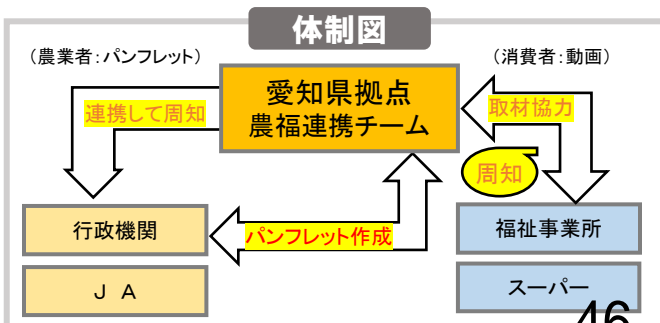 体制図
（農業者：パンフレット）
（消費者：動画）
愛知県拠点
農福連携チーム
連携して周知
取材協力
周知
行政機関
パンフレット作成
福祉事業所
ＪＡ
スーパー
46